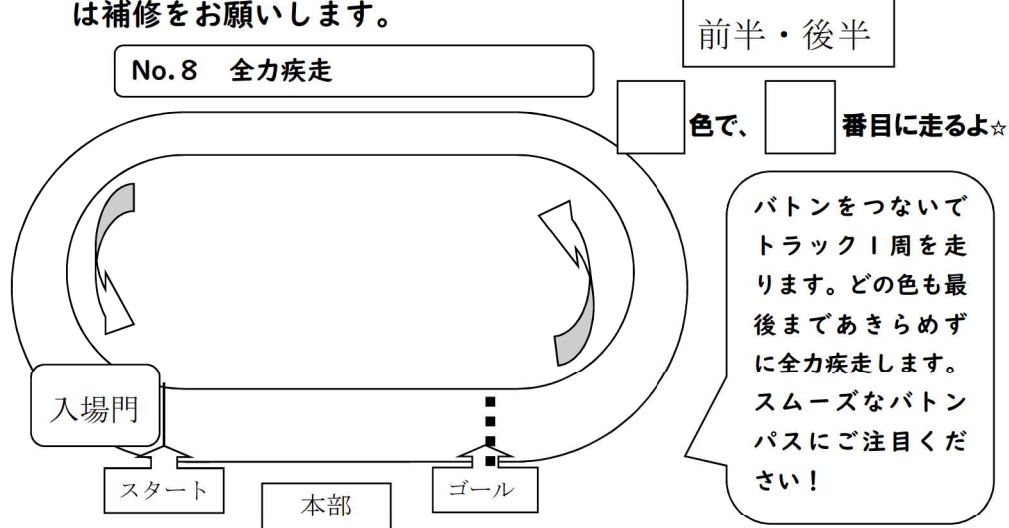 は補修をお願いします。
前半・後半
No.8　全力疾走
色で、　番目に走るよ☆
バトンをつないで
トラック１周を走
ります。どの色も最
後まであきらめず
に全力疾走します。
スムーズなバトン
パスにご注目くだ
さい！
入場門
スタート
本部
ゴール